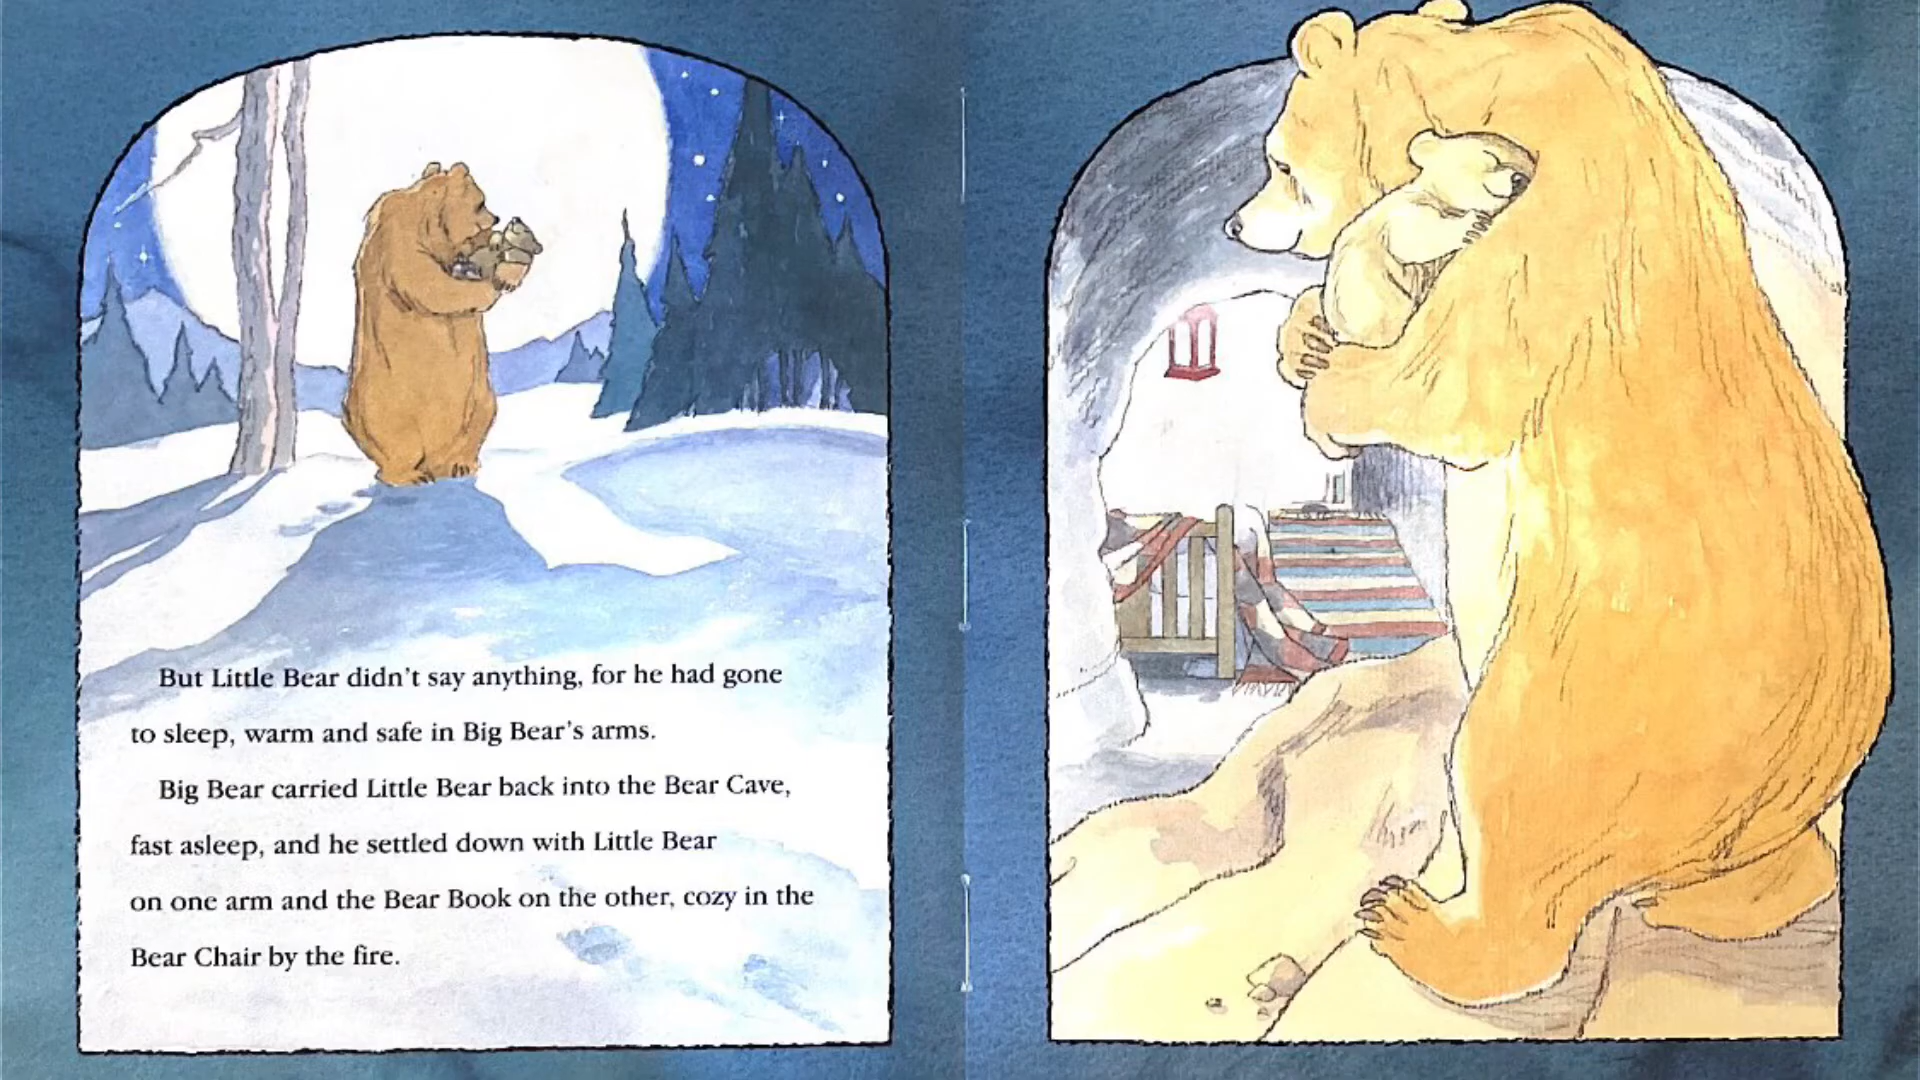 But Little Bear didn't say anything, for he had gone
to sleep, warm and safe in Big Bear's arms.
Big Bear carried Little Bear back into the Bear Cave,
fast asleep, and he settled down with Little Bear
on one arm and the Bear Book on the other, cozy in the
Bear Chair by the fire.